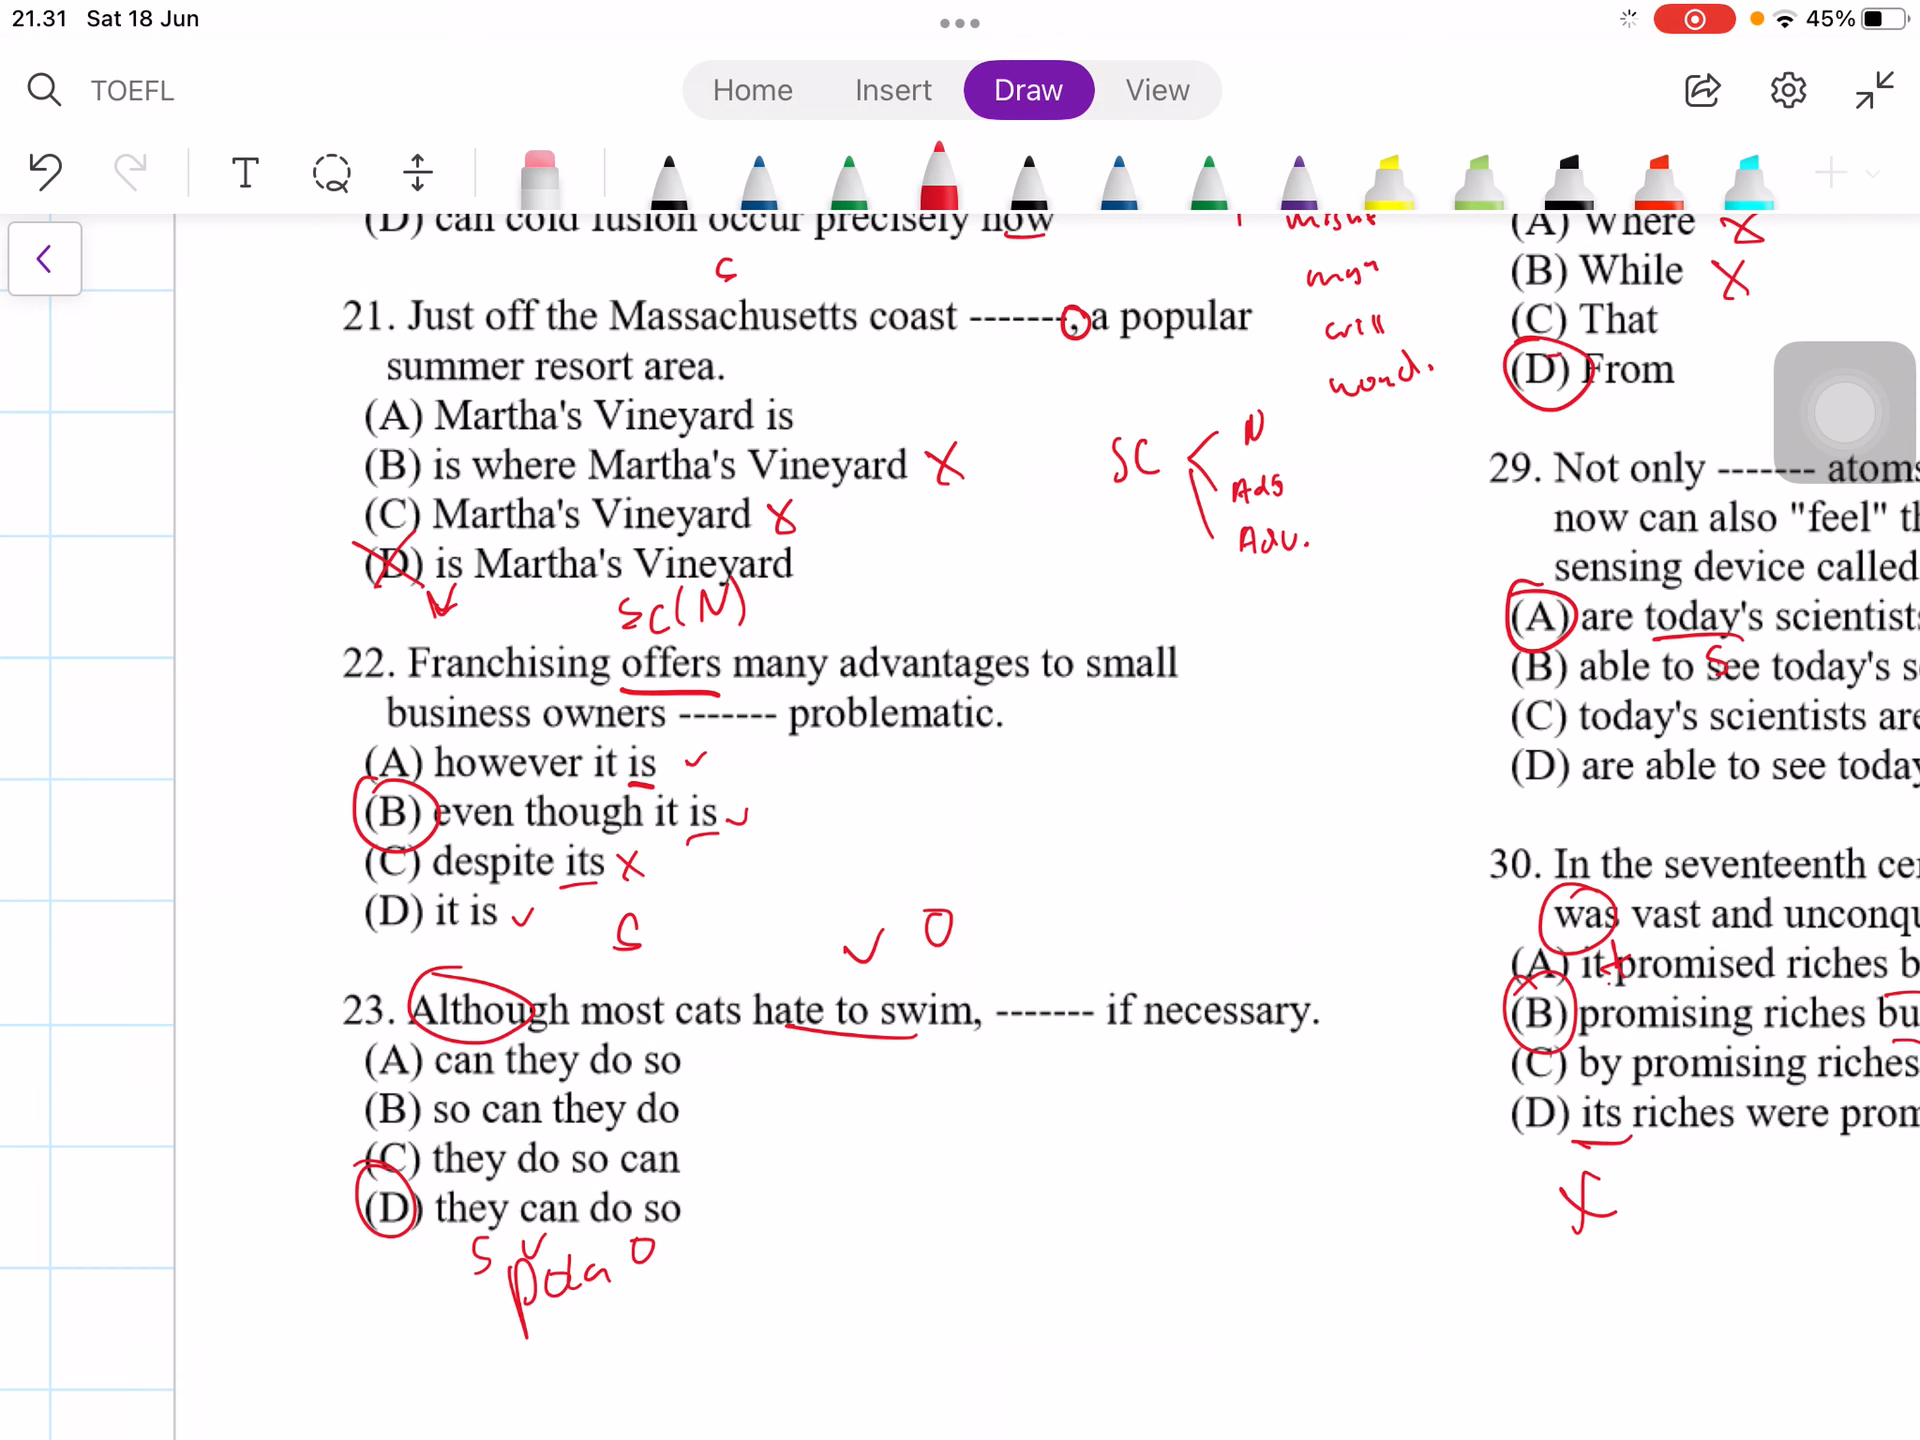 21.31 Sat 18 Jun
45%
TOEFL
Home Insert Draw View
T
(D) can cold fusion occur precisely now
S
21. Just off the Massachusetts coast -------, a popular
summer resort area.
(A) Martha's Vineyard is
(B) is where Martha's Vineyard X
(C) Martha's Vineyard X
(D) is Martha's Vineyard
V
SC(N)
22. Franchising offers many advantages to small
business owners ------- problematic.
(A) however it is
(B) even though it is
(C) despite its X
(D) it is
S V O
23. Although most cats hate to swim, ------- if necessary.
(A) can they do so
(B) so can they do
(C) they do so can
(D) they can do so
S V O
might
will
SC
N
Adj
Adv.
(A) Where X
(B) While X
(C) That
(D) From
29. Not only ------- atoms
now can also "feel" th
sensing device called
(A) are today's scientists
S
(B) able to see today's s
(C) today's scientists are
(D) are able to see today
30. In the seventeenth ce
was vast and unconqu
(A) it promised riches b
(B) promising riches bu
(C) by promising riches
(D) its riches were prom
X